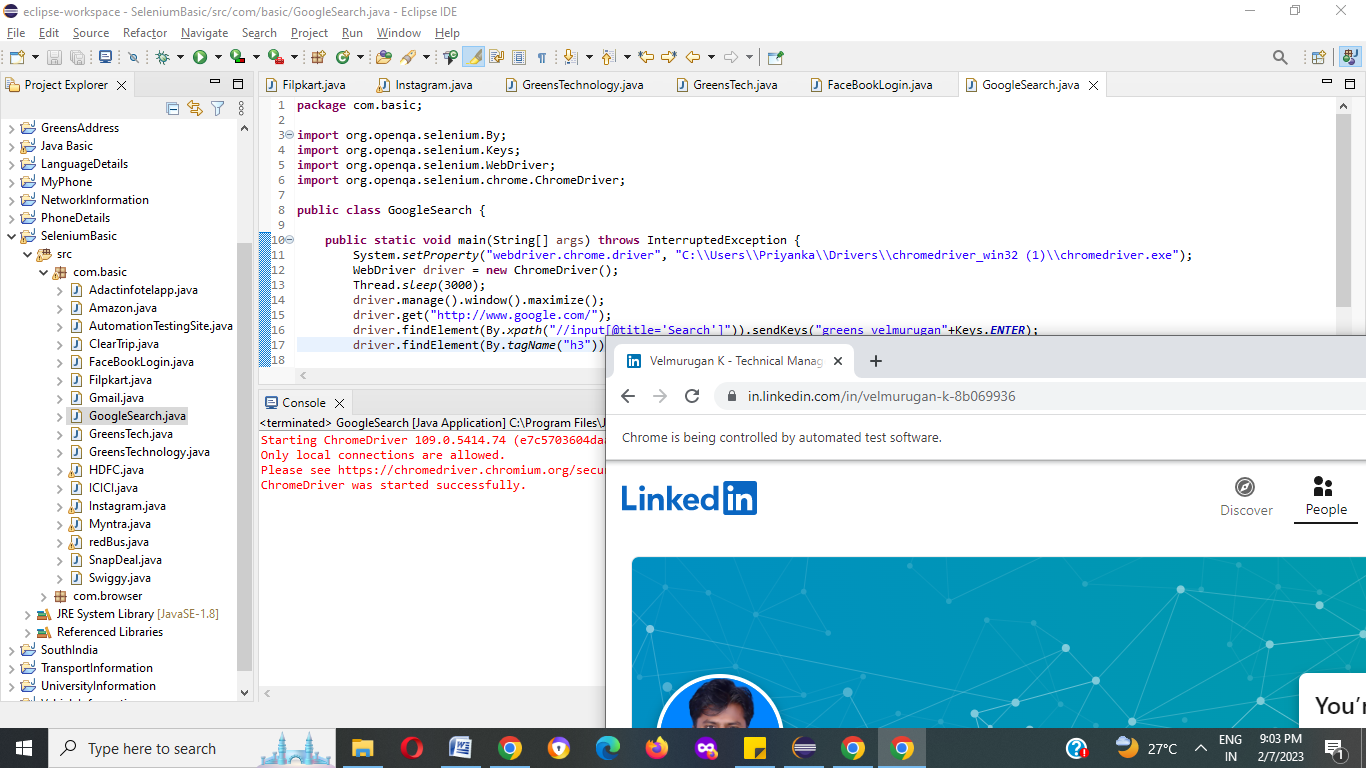 eclipse-workspace - SeleniumBasic/src/com/basic/GoogleSearch.java - Eclipse IDE
File Edit Source Refactor Navigate Search Project Run Window Help
Project Explorer
GreensAddress
Java Basic
LanguageDetails
MyPhone
NetworkInformation
PhoneDetails
SeleniumBasic
src
com.basic
Adactinfotelapp.java
Amazon.java
AutomationTestingSite.java
ClearTrip.java
FaceBookLogin.java
Filpkart.java
Gmail.java
GoogleSearch.java
GreensTech.java
GreensTechnology.java
HDFC.java
ICICI.java
Instagram.java
Myntra.java
redBus.java
SnapDeal.java
Swiggy.java
com.browser
JRE System Library [JavaSE-1.8]
Referenced Libraries
SouthIndia
TransportInformation
UniversityInformation
Filpkart.java Instagram.java GreensTechnology.java GreensTech.java FaceBookLogin.java GoogleSearch.java
1 package com.basic;
2
3 import org.openqa.selenium.By;
4 import org.openqa.selenium.Keys;
5 import org.openqa.selenium.WebDriver;
6 import org.openqa.selenium.chrome.ChromeDriver;
7
8 public class GoogleSearch {
9
10 public static void main(String[] args) throws InterruptedException {
11 System.setProperty("webdriver.chrome.driver", "C:\\Users\\Priyanka\\Drivers\\chromedriver_win32 (1)\\chromedriver.exe");
12 WebDriver driver = new ChromeDriver();
13 Thread.sleep(3000);
14 driver.manage().window().maximize();
15 driver.get("http://www.google.com/");
16 driver.findElement(By.xpath("//input[@title='Search']")).sendKeys("greens velmurugan"+Keys.ENTER);
17 driver.findElement(By.tagName("h3"))
18
Console
<terminated> GoogleSearch [Java Application] C:\Program Files\J
Starting ChromeDriver 109.0.5414.74 (e7c5703604daa
Only local connections are allowed.
Please see https://chromedriver.chromium.org/secu
ChromeDriver was started successfully.
Velmurugan K - Technical Manag
in.linkedin.com/in/velmurugan-k-8b069936
Chrome is being controlled by automated test software.
Linked in
Discover
People
You'r
Type here to search
27°C
ENG
IN
9:03 PM
2/7/2023
1